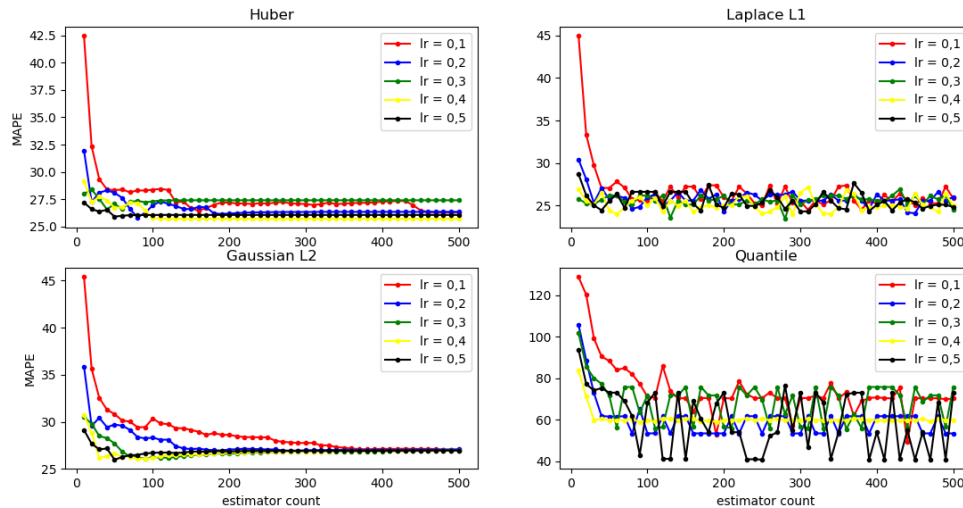 Huber
MAPE
42.5
40.0
37.5
35.0
32.5
30.0
27.5
25.0
0 100 200 300 400 500
lr = 0,1
lr = 0,2
lr = 0,3
lr = 0,4
lr = 0,5
Laplace L1
45
40
35
30
25
0 100 200 300 400 500
lr = 0,1
lr = 0,2
lr = 0,3
lr = 0,4
lr = 0,5
Gaussian L2
MAPE
45
40
35
30
25
0 100 200 300 400 500
estimator count
lr = 0,1
lr = 0,2
lr = 0,3
lr = 0,4
lr = 0,5
Quantile
120
100
80
60
40
0 100 200 300 400 500
estimator count
lr = 0,1
lr = 0,2
lr = 0,3
lr = 0,4
lr = 0,5